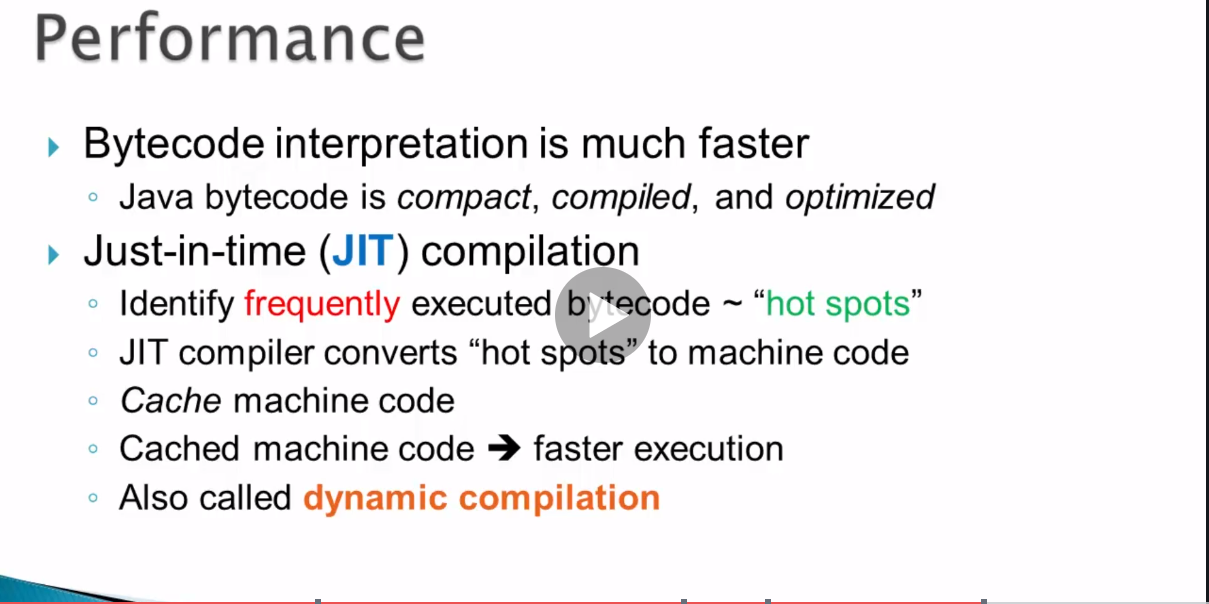 Performance
Bytecode interpretation is much faster
Java bytecode is compact, compiled, and optimized
Just-in-time (JIT) compilation
Identify frequently executed bytecode ~ “hot spots”
JIT compiler converts “hot spots” to machine code
Cache machine code
Cached machine code ➔ faster execution
Also called dynamic compilation